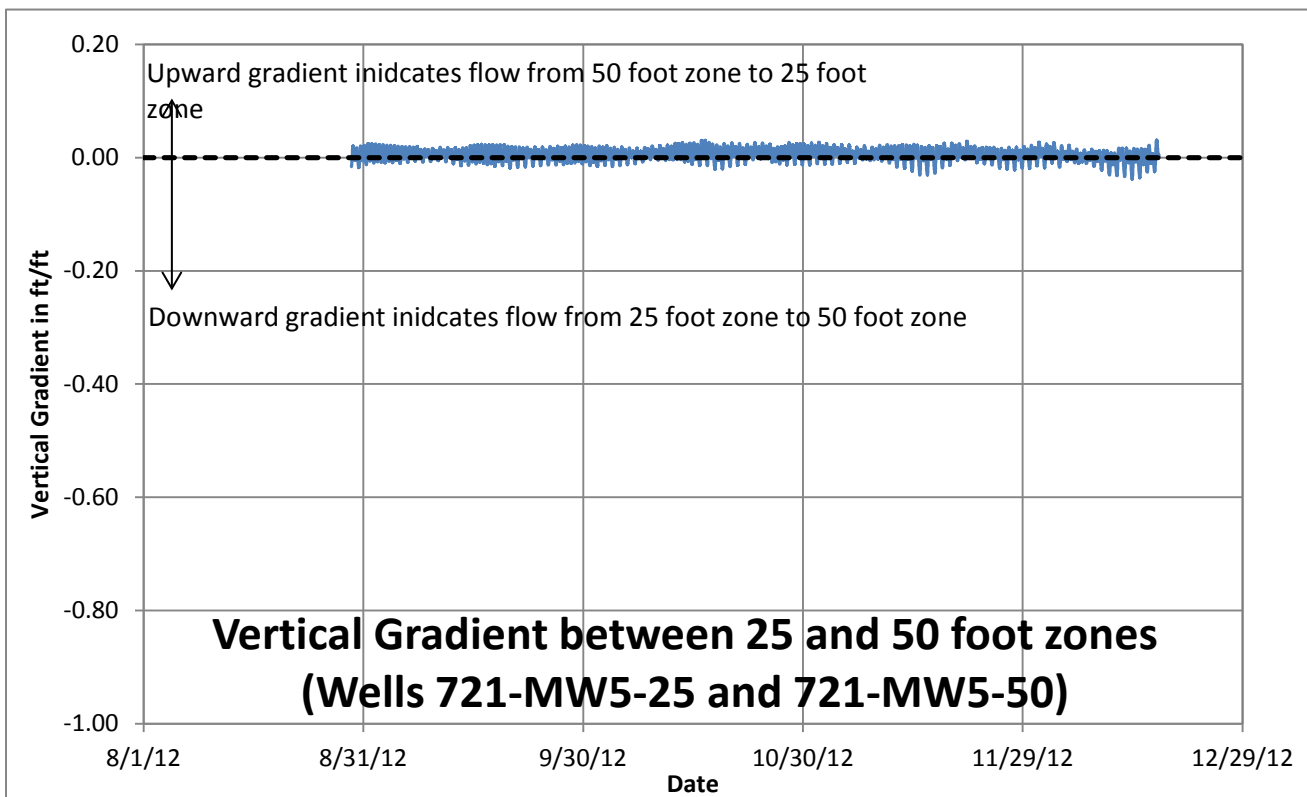 0.20
Upward gradient inidcates flow from 50 foot zone to 25 foot
zone
0.00
-0.20
Downward gradient inidcates flow from 25 foot zone to 50 foot zone
-0.40
-0.60
-0.80
-1.00
Vertical Gradient in ft/ft
Vertical Gradient between 25 and 50 foot zones
(Wells 721-MW5-25 and 721-MW5-50)
8/1/12 8/31/12 9/30/12 10/30/12 11/29/12 12/29/12
Date